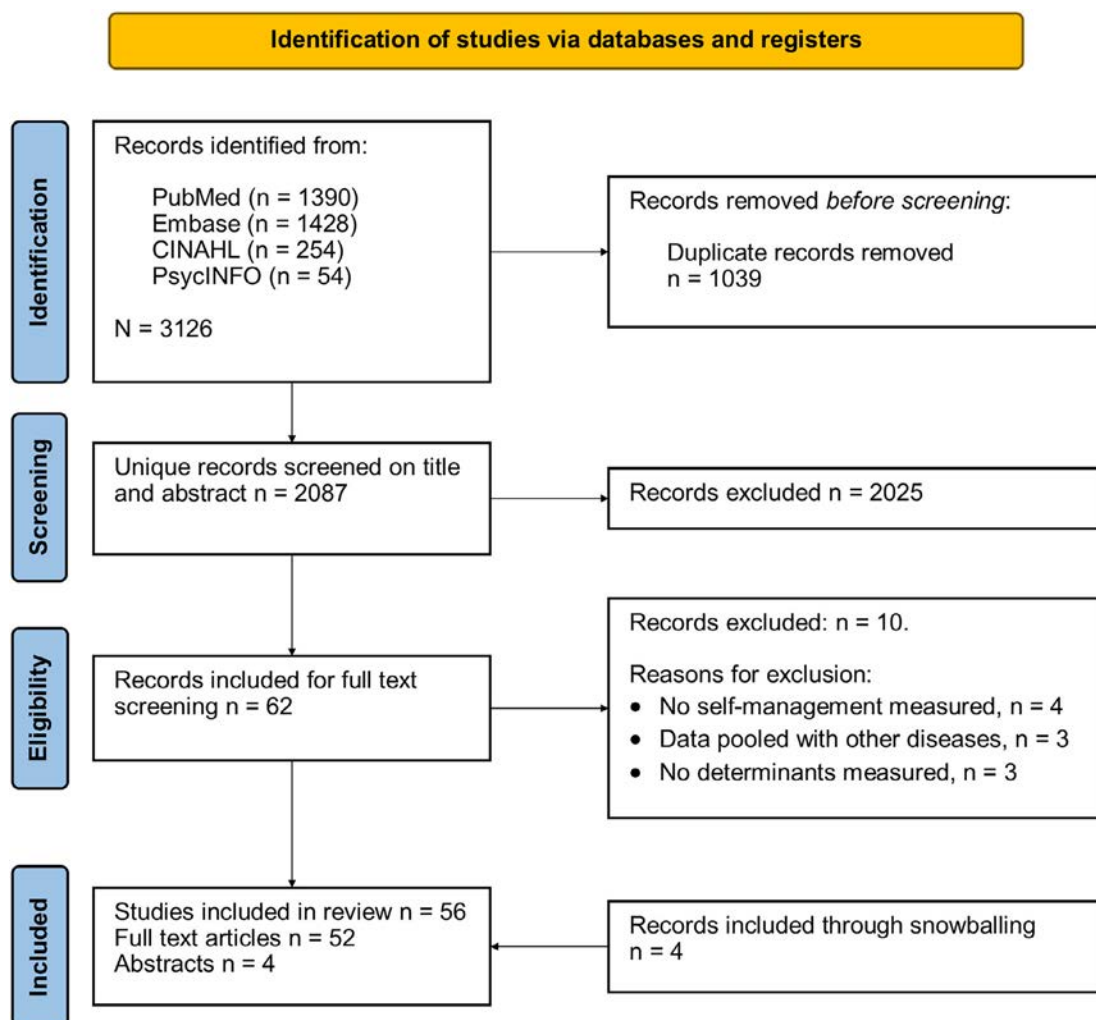 Identification of studies via databases and registers
Identification
Records identified from:
PubMed (n = 1390)
Embase (n = 1428)
CINAHL (n = 254)
PsycINFO (n = 54)
N = 3126
Records removed before screening:
Duplicate records removed
n = 1039
Screening
Unique records screened on title
and abstract n = 2087
Records excluded n = 2025
Eligibility
Records included for full text
screening n = 62
Records excluded: n = 10.
Reasons for exclusion:
• No self-management measured, n = 4
• Data pooled with other diseases, n = 3
• No determinants measured, n = 3
Included
Studies included in review n = 56
Full text articles n = 52
Abstracts n = 4
Records included through snowballing
n = 4